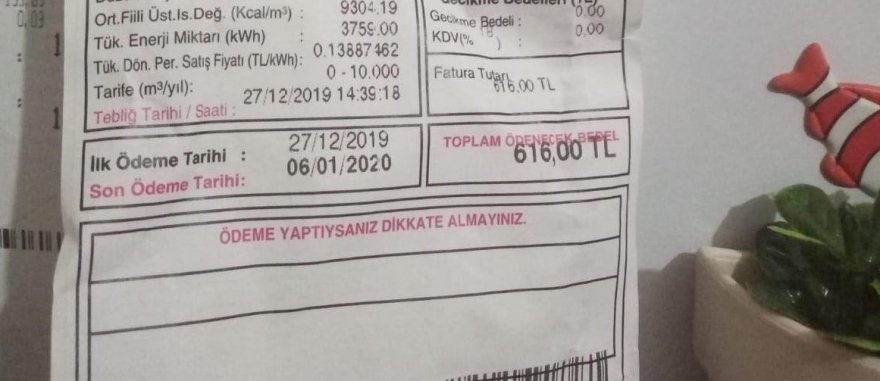 0.03
Ort.Fiili Üst.Is.Değ. (Kcal/m³) : 9304.19
Tük. Enerji Miktarı (kWh) : 3759.00
Tük. Dön. Per. Satış Fiyatı (TL/kWh): 0.13887462
Tarife (m³/yıl): 0 - 10.000
Tebliğ Tarihi / Saati : 27/12/2019 14:39:18
Gecikme Bedeli : 0.00
KDV(% 18 ) : 0.00
Fatura Tutarı 616,00 TL
İlk Ödeme Tarihi : 27/12/2019
Son Ödeme Tarihi: 06/01/2020
TOPLAM ÖDENECEK BEDEL
616,00 TL
ÖDEME YAPTIYSANIZ DİKKATE ALMAYINIZ.